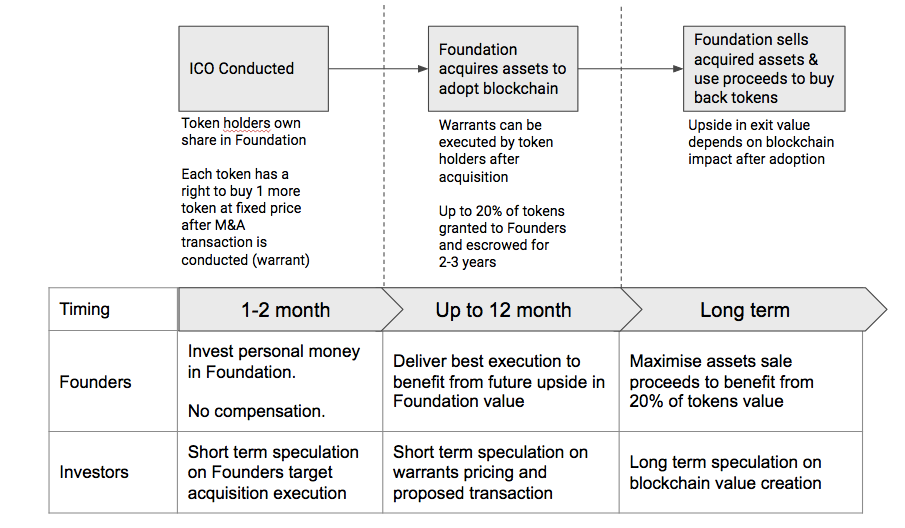 ICO Conducted
Foundation
acquires assets to
adopt blockchain
Foundation sells
acquired assets &
use proceeds to buy
back tokens
Token holders own
share in Foundation
Each token has a
right to buy 1 more
token at fixed price
after M&A
transaction is
conducted (warrant)
Warrants can be
executed by token
holders after
acquisition
Up to 20% of tokens
granted to Founders
and escrowed for
2-3 years
Upside in exit value
depends on blockchain
impact after adoption
Timing
1-2 month
Up to 12 month
Long term
Founders
Invest personal money
in Foundation.
No compensation.
Deliver best execution to
benefit from future upside in
Foundation value
Maximise assets sale
proceeds to benefit from
20% of tokens value
Investors
Short term speculation
on Founders target
acquisition execution
Short term speculation on
warrants pricing and
proposed transaction
Long term speculation on
blockchain value creation